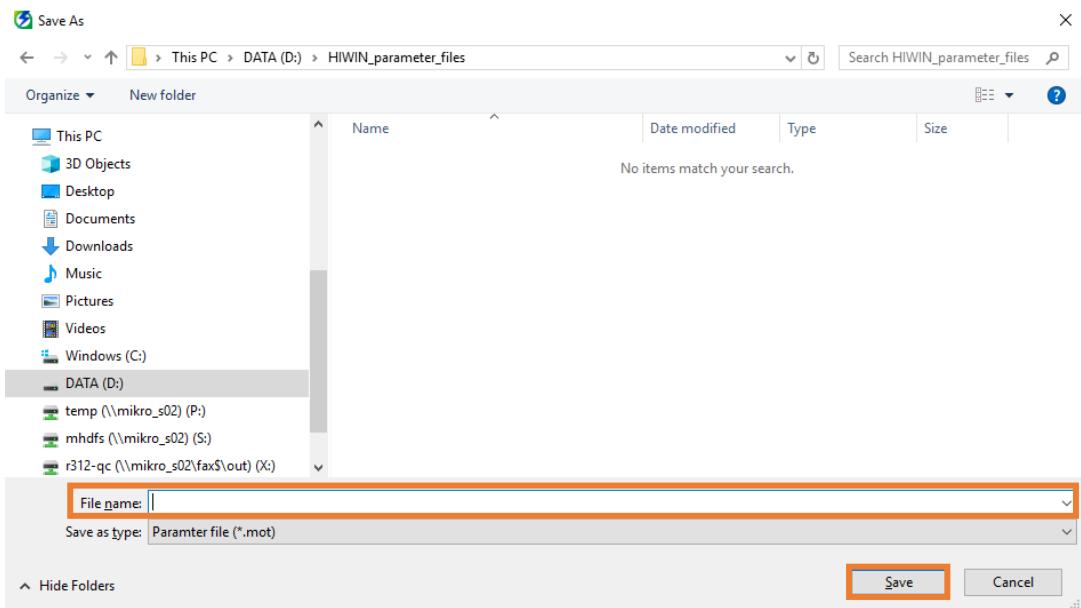 Save As
This PC > DATA (D:) > HIWIN_parameter_files
Search HIWIN_parameter_files
Organize
New folder
?
Name
Date modified
Type
Size
This PC
3D Objects
Desktop
Documents
Downloads
Music
Pictures
Videos
Windows (C:)
DATA (D:)
temp (\\mikro_s02) (P:)
mhdfs (\\mikro_s02) (S:)
r312-qc (\\mikro_s02\fax$\out) (X:)
No items match your search.
File name:
Save as type: Paramter file (*.mot)
Hide Folders
Save
Cancel